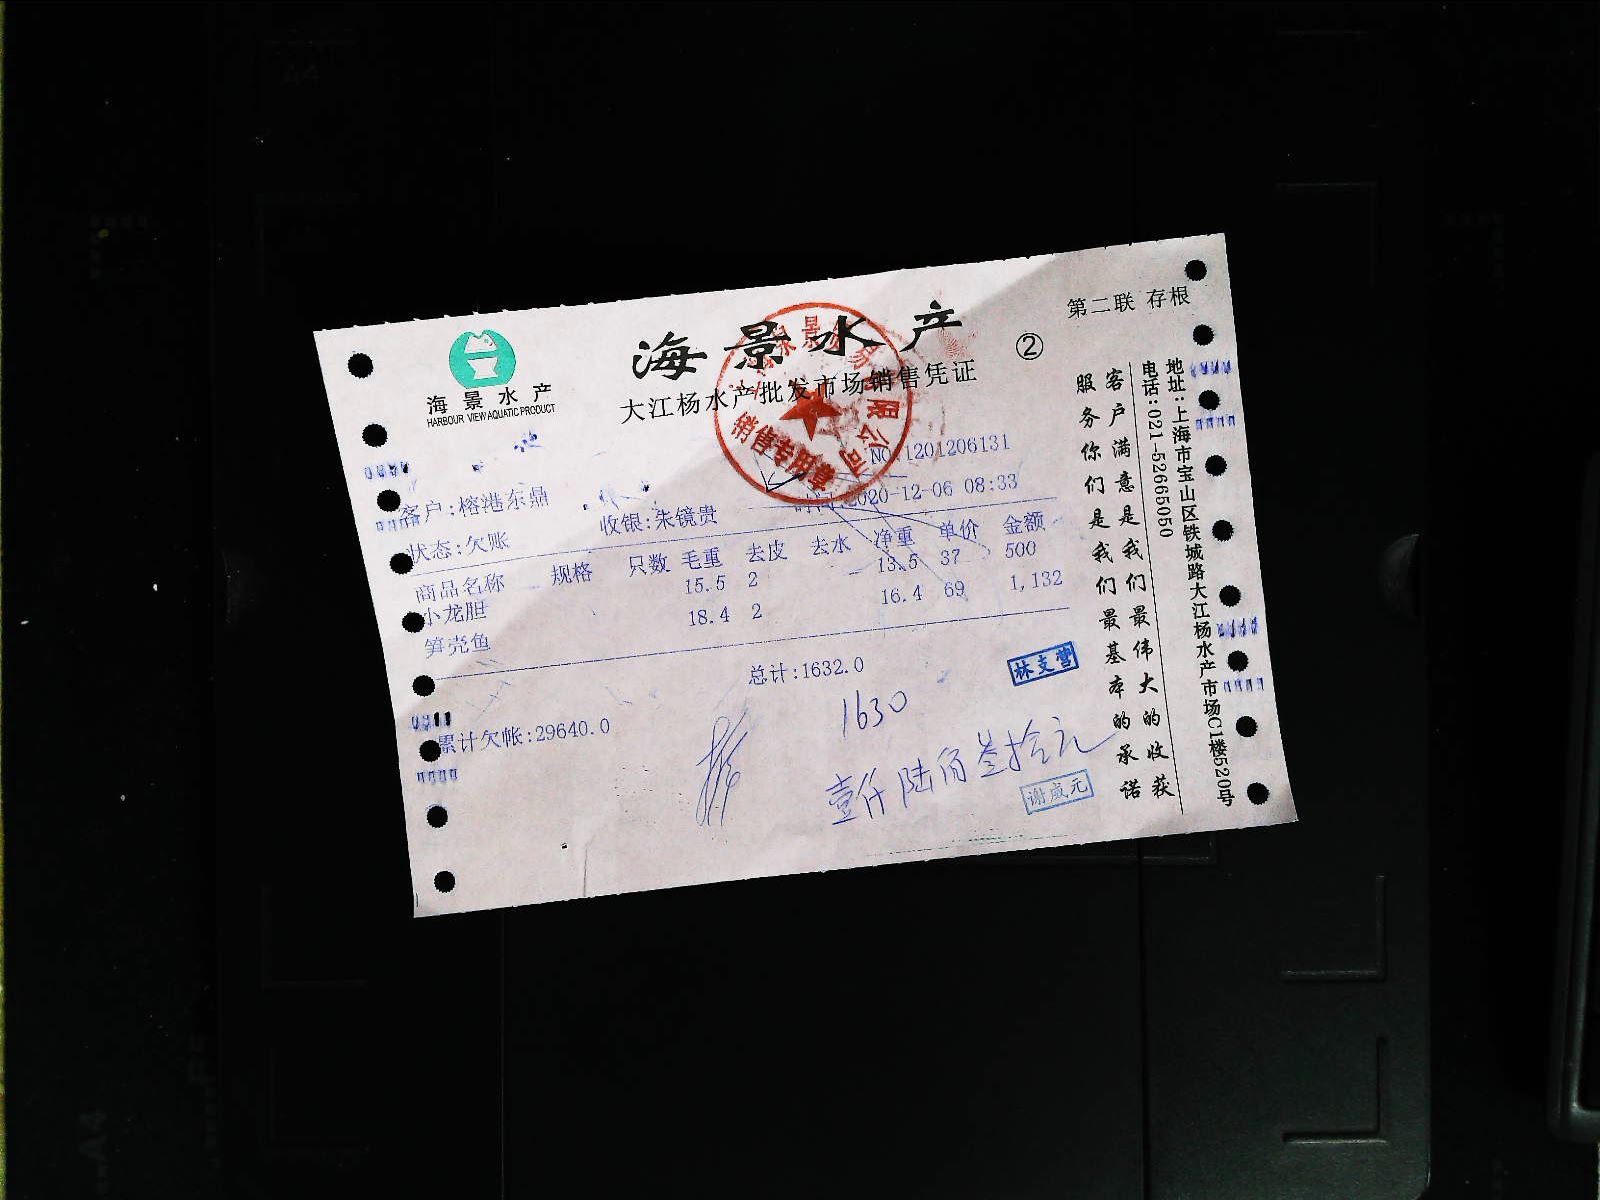 第二联 存根
海景水产
海景水产
HARBOUR VIEW AQUATIC PRODUCT
②
大江杨水产批发市场销售凭证
销售专用章
NO:1201206131
客户:榕港东鼎
收银:朱镜贵
2020-12-06 08:33
状态:欠账
商品名称 规格 只数 毛重 去皮 去水 净重 单价 金额
小龙胆 15.5 2 13.5 37 500
笋壳鱼 18.4 2 16.4 69 1,132
总计:1632.0
林支营
累计欠帐:29640.0
1630
壹仟陆佰叁拾元
谢威元
客户满意是我们最伟大的收获
服务你们是我们最基本的承诺
地址:上海市宝山区铁城路大江杨水产市场C1楼520号
电话:021-52665050